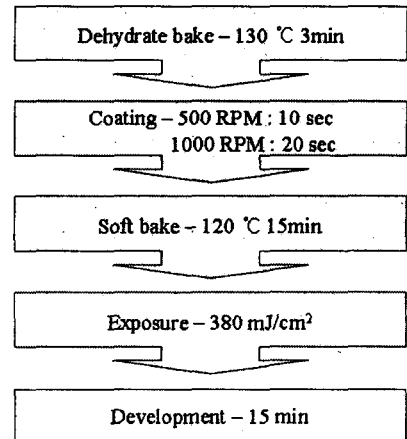 Dehydrate bake – 130 ℃ 3min
Coating – 500 RPM : 10 sec
1000 RPM : 20 sec
Soft bake – 120 ℃ 15min
Exposure – 380 mJ/cm²
Development – 15 min